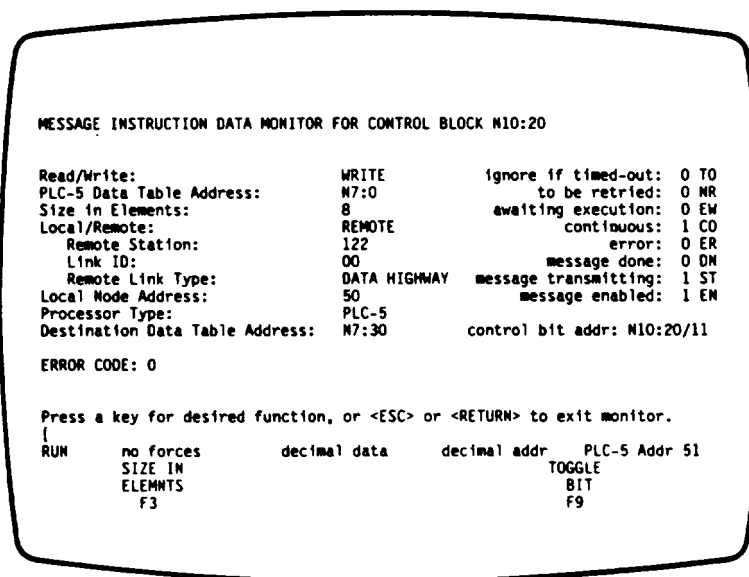 MESSAGE INSTRUCTION DATA MONITOR FOR CONTROL BLOCK N10:20
Read/Write: WRITE ignore if timed-out: 0 TO
PLC-5 Data Table Address: N7:0 to be retried: 0 NR
Size in Elements: 8 awaiting execution: 0 EW
Local/Remote: REMOTE continuous: 1 CO
Remote Station: 122 error: 0 ER
Link ID: 00 message done: 0 DN
Remote Link Type: DATA HIGHWAY message transmitting: 1 ST
Local Node Address: 50 message enabled: 1 EN
Processor Type: PLC-5
Destination Data Table Address: N7:30 control bit addr: N10:20/11
ERROR CODE: 0
Press a key for desired function, or <ESC> or <RETURN> to exit monitor.
[
RUN no forces decimal data decimal addr PLC-5 Addr 51
SIZE IN TOGGLE
ELEMNTS BIT
F3 F9